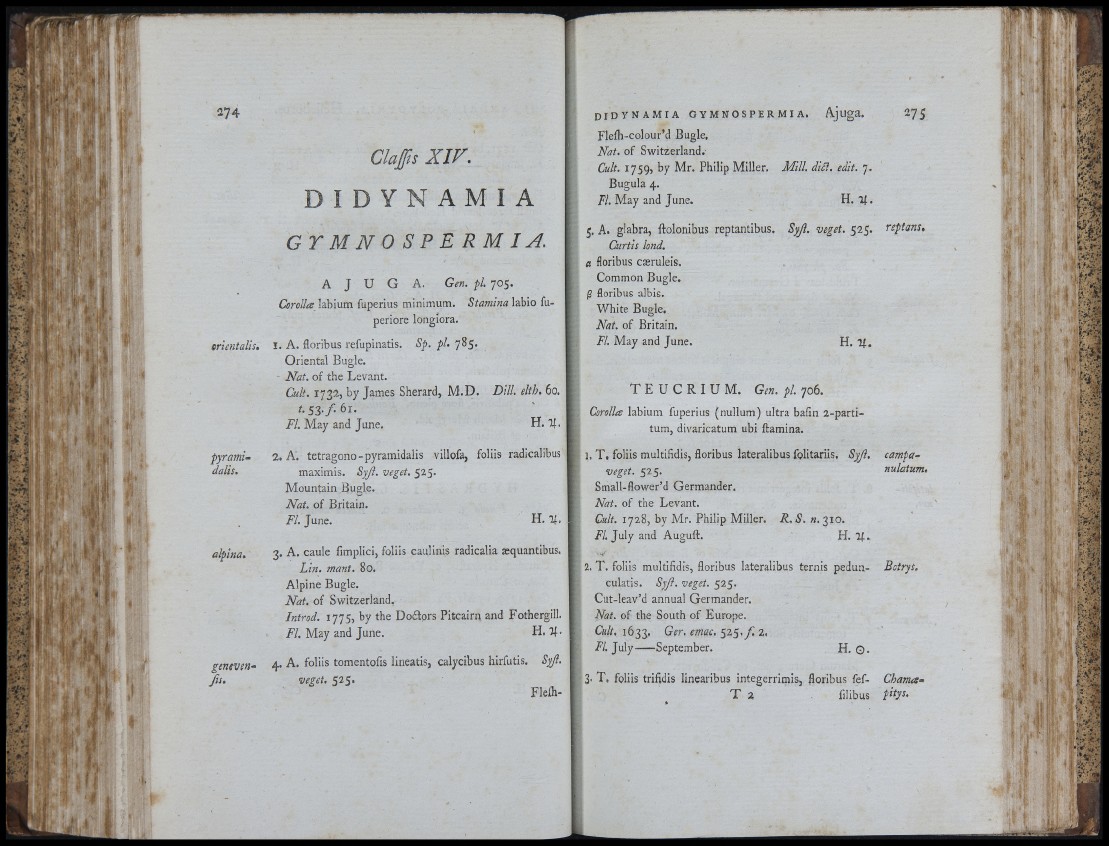 274
Claſſis XIV.
DIDYNAMIA
GYMNOSPERMIA.
AJUGA. Gen. pl. 705.
Corollæ labium ſuperius minimum. Stamina labio ſu-
periore longiora.
orientalis. 1. A. floribus reſupinatis. Sp. pl. 785.
Oriental Bugle.
Nat. of the Levant.
Cult. 1732, by James Sherard, M.D. Dill. elth. 60.
t. 53. f. 61.
Fl. May and June. H. ♃.
pyrami- 2. A. tetragono-pyramidalis villoſa, foliis radicalibus
dalis. maximis. Syſt. veget. 525.
Mountain Bugle.
Nat. of Britain.
Fl. June. H. ♃.
alpina. 3. A. caule ſimplici, foliis caulinis radicalia æquantibus.
Lin. mant. 80.
Alpine Bugle.
Nat. of Switzerland.
Introd. 1775, by the Doctors Pitcairn and Fothergill.
Fl. May and June. H. ♃.
geneven- 4. A. foliis tomentoſis lineatis, calycibus hirſutis. Syſt.
ſis. veget. 525.
Fleſh-
DIDYNAMIA GYMNOSPERMIA. Ajuga. 275
Fleſh-colour'd Bugle.
Nat. of Switzerland.
Cult. 1759, by Mr. Philip Miller. Mill. dict. edit. 7.
Bugula 4.
Fl. May and June. H. ♃.
5. A. glabra, ſtolonibus reptantibus. Syſt. veget. 525. reptans.
Curtis lond.
α floribus cæruleis.
Common Bugle.
β floribus albis.
White Bugle.
Nat. of Britain.
Fl. May and June. H. ♃.
TEUCRIUM. Gen. pl. 706.
Corollæ labium ſuperius (nullum) ultra baſin 2-parti-
tum, divaricatum ubi ſtamina.
1. T. foliis multifidis, floribus lateralibus ſolitariis. Syſt. campa-
veget. 525. nulatum.
Small-flower'd Germander.
Nat. of the Levant.
Cult. 1728, by Mr. Philip Miller. R. S. n. 310.
Fl. July and Auguſt. H. ♃.
2. T. foliis multifidis, floribus lateralibus ternis pedun- Botrys.
culatis. Syſt. veget. 525.
Cut-leav'd annual Germander.
Nat. of the South of Europe.
Cult. 1633. Ger. emac. 525. f. 2.
Fl. July——September. H. ☉.
3. T. foliis trifidis linearibus integerrimis, floribus ſeſ- Chamæ-
T 2 ſilibus pitys.